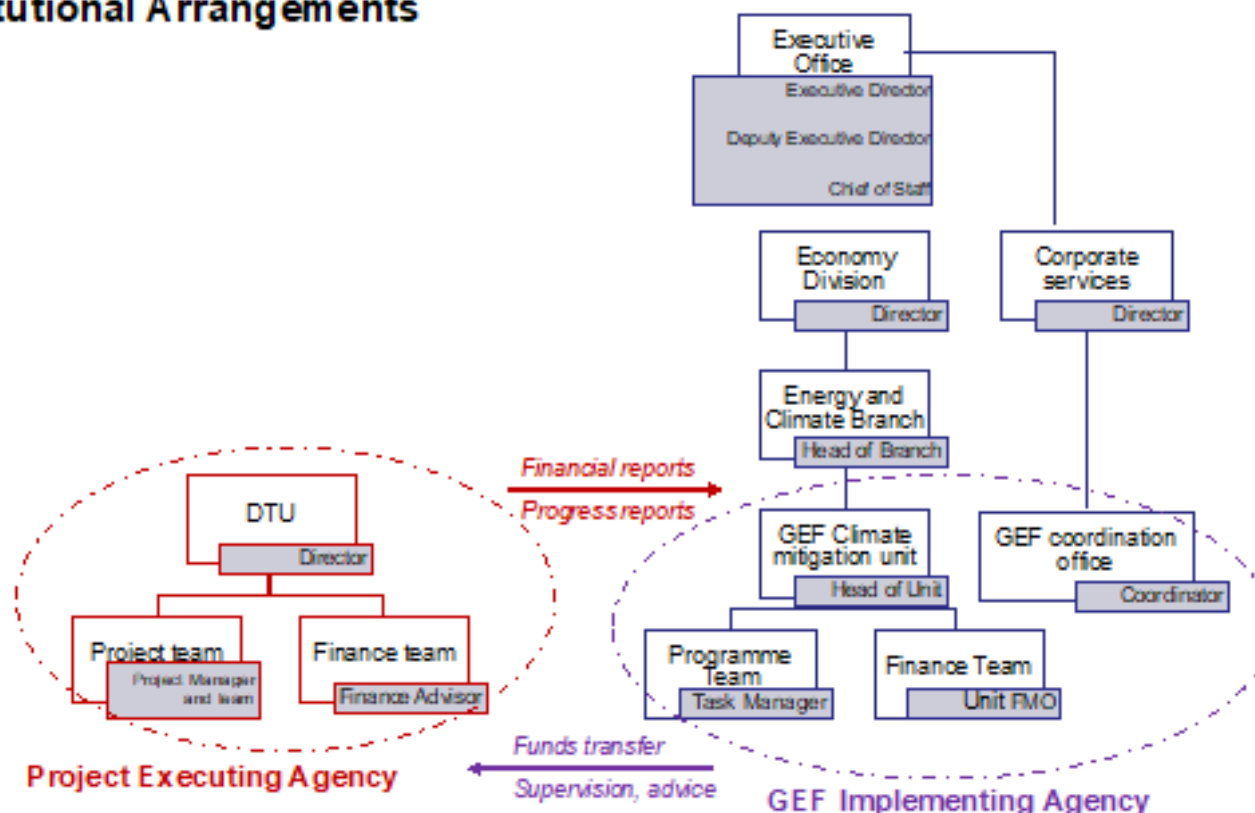 tutional Arrangements
Executive
Office
Executive Director
Deputy Executive Director
Chief of Staff
Economy
Division
Director
Corporate
services
Director
Energy and
Climate Branch
Head of Branch
Financial reports
Progress reports
DTU
Director
GEF Climate
mitigation unit
Head of Unit
GEF coordination
office
Coordinator
Project team
Project Manager
and team
Finance team
Finance Advisor
Programme
Team
Task Manager
Finance Team
Unit FMO
Funds transfer
Supervision, advice
Project Executing Agency
GEF Implementing Agency